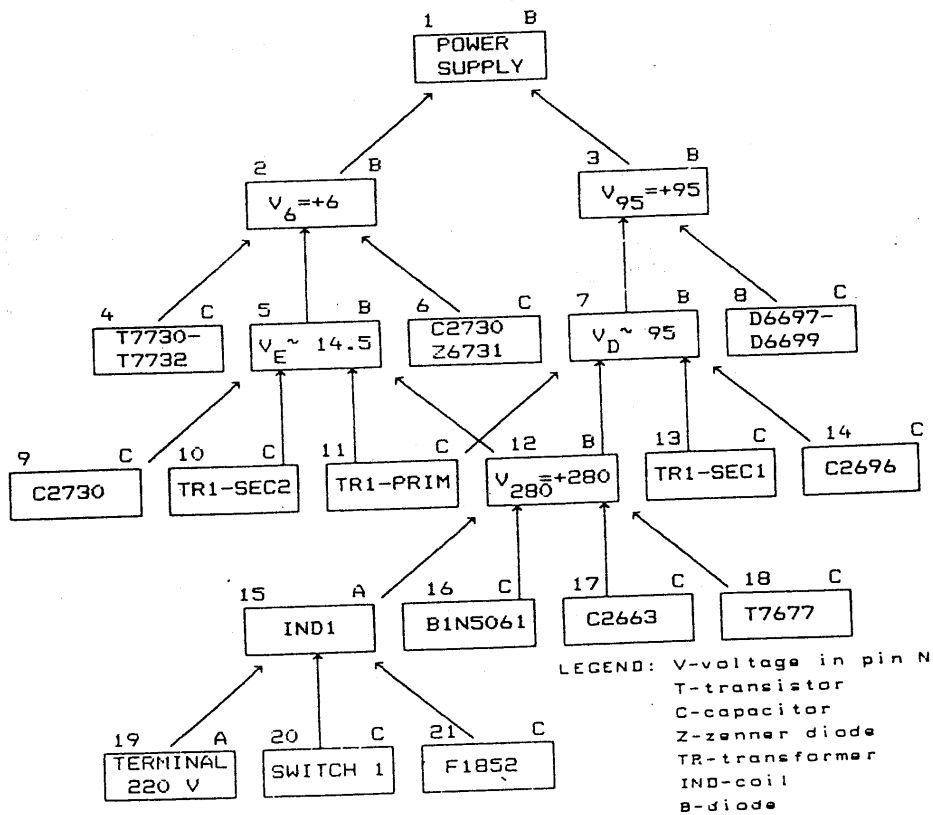 1 B
POWER
SUPPLY
2 B
V6=+6
3 B
V95=+95
4 C
T7730-
T7732
5 B
VE~ 14.5
6 C
C2730
Z6731
7 B
VD~ 95
8 C
D6697-
D6699
9 C
C2730
10 C
TR1-SEC2
11 C
TR1-PRIM
12 B
V280=+280
13 C
TR1-SEC1
14 C
C2696
15 A
IND1
16 C
B1N5061
17 C
C2663
18 C
T7677
19 A
TERMINAL
220 V
20 C
SWITCH 1
21 C
F1852
LEGEND: V-voltage in pin N
T-transistor
C-capacitor
Z-zenner diode
TR-transformer
IND-coil
B-diode